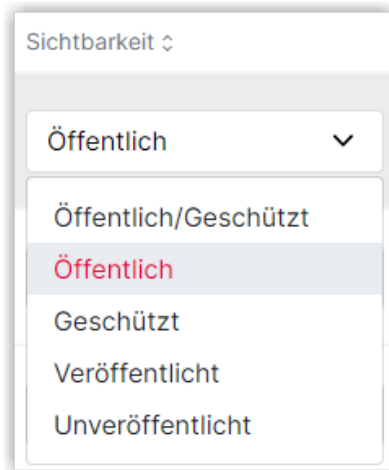 Sichtbarkeit
Öffentlich
Öffentlich/Geschützt
Öffentlich
Geschützt
Veröffentlicht
Unveröffentlicht